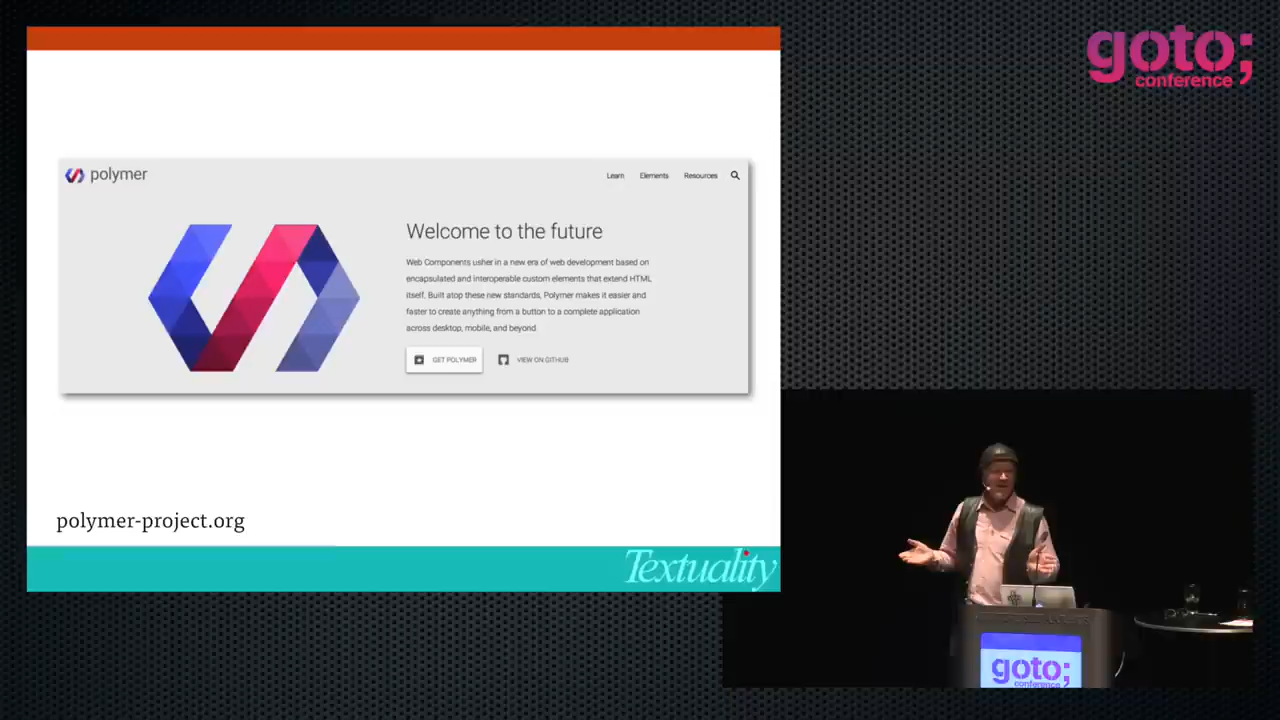 goto;
conference
polymer
Learn Elements Resources
Welcome to the future
Web Components usher in a new era of web development based on
encapsulated and interoperable custom elements that extend HTML
itself. Built atop these new standards, Polymer makes it easier and
faster to create anything from a button to a complete application
across desktop, mobile, and beyond.
GET POLYMER VIEW ON GITHUB
polymer-project.org
Textuality
goto;
conference